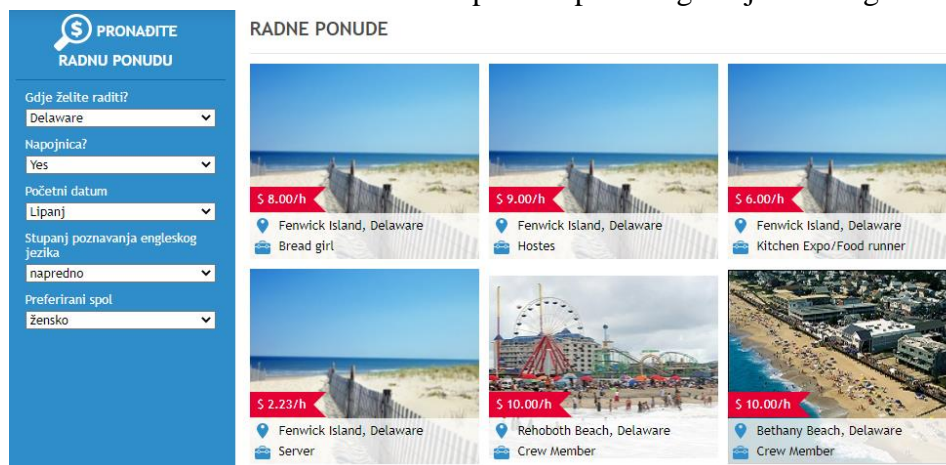 PRONAĐITE
RADNU PONUDU
Gdje želite raditi?
Delaware
Napojnica?
Yes
Početni datum
Lipanj
Stupanj poznavanja engleskog
jezika
napredno
Preferirani spol
žensko
RADNE PONUDE
$ 8.00/h
Fenwick Island, Delaware
Bread girl
$ 9.00/h
Fenwick Island, Delaware
Hostes
$ 6.00/h
Fenwick Island, Delaware
Kitchen Expo/Food runner
$ 2.23/h
Fenwick Island, Delaware
Server
$ 10.00/h
Rehoboth Beach, Delaware
Crew Member
$ 10.00/h
Bethany Beach, Delaware
Crew Member